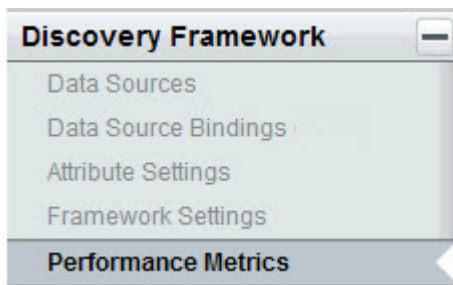 Discovery Framework
Data Sources
Data Source Bindings
Attribute Settings
Framework Settings
Performance Metrics